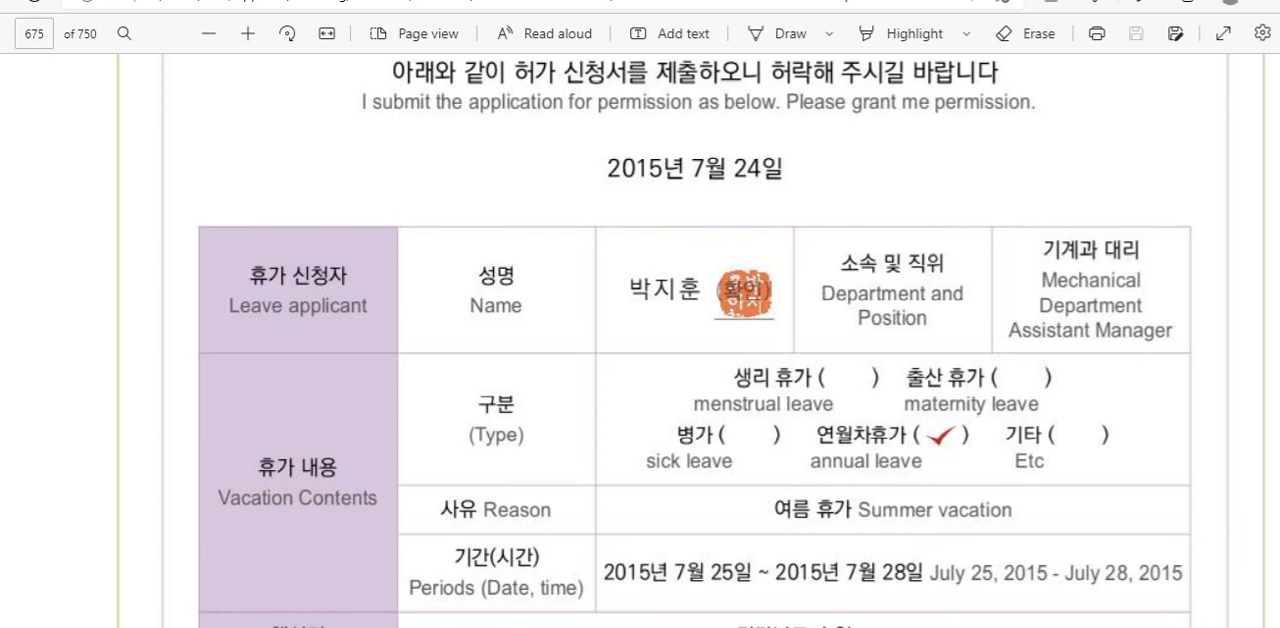 675 of 750 Page view Read aloud Add text Draw Highlight Erase
아래와 같이 허가 신청서를 제출하오니 허락해 주시길 바랍니다
I submit the application for permission as below. Please grant me permission.
2015년 7월 24일
휴가 신청자
Leave applicant
성명
Name
박지훈 (확인)
소속 및 직위
Department and
Position
기계과 대리
Mechanical
Department
Assistant Manager
휴가 내용
Vacation Contents
구분
(Type)
생리 휴가 ( ) 출산 휴가 ( )
menstrual leave maternity leave
병가 ( ) 연월차휴가 ( ✓ ) 기타 ( )
sick leave annual leave Etc
사유 Reason
여름 휴가 Summer vacation
기간(시간)
Periods (Date, time)
2015년 7월 25일 ~ 2015년 7월 28일 July 25, 2015 - July 28, 2015